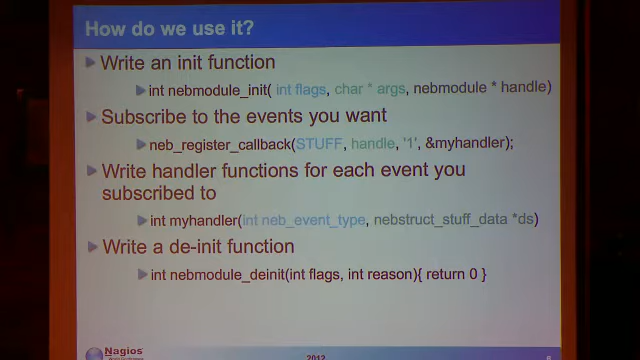 How do we use it?
Write an init function
int nebmodule_init( int flags, char * args, nebmodule * handle)
Subscribe to the events you want
neb_register_callback(STUFF, handle, '1', &myhandler);
Write handler functions for each event you
subscribed to
int myhandler(int neb_event_type, nebstruct_stuff_data *ds)
Write a de-init function
int nebmodule_deinit(int flags, int reason){ return 0 }
Nagios
2012